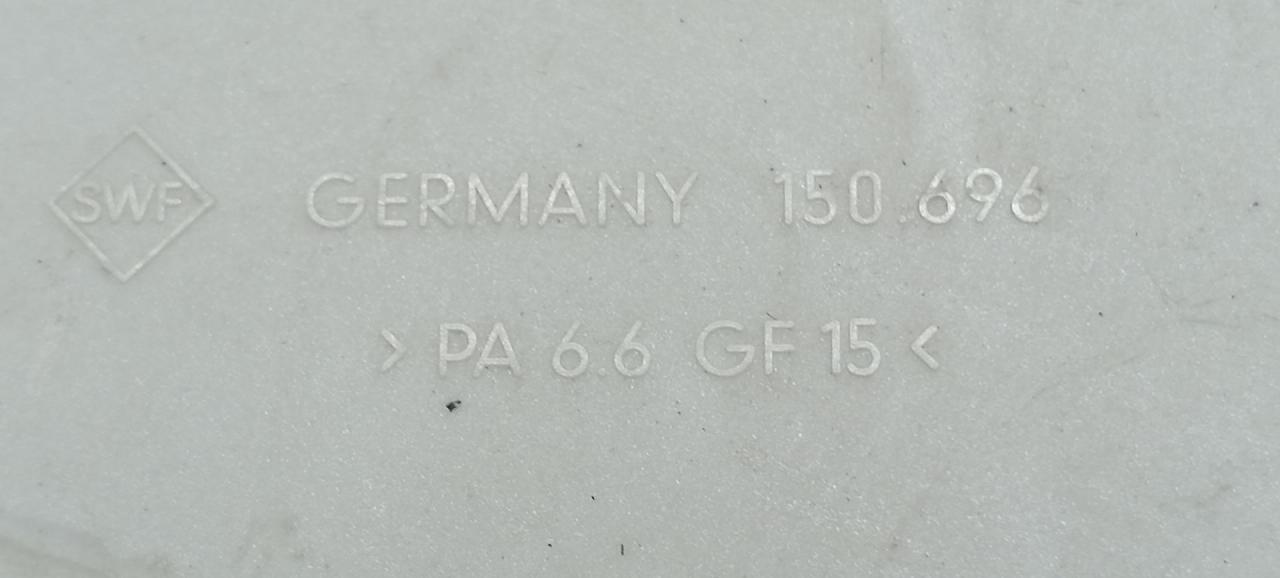 SWF GERMANY 150.696
> PA 6.6 GF 15 <